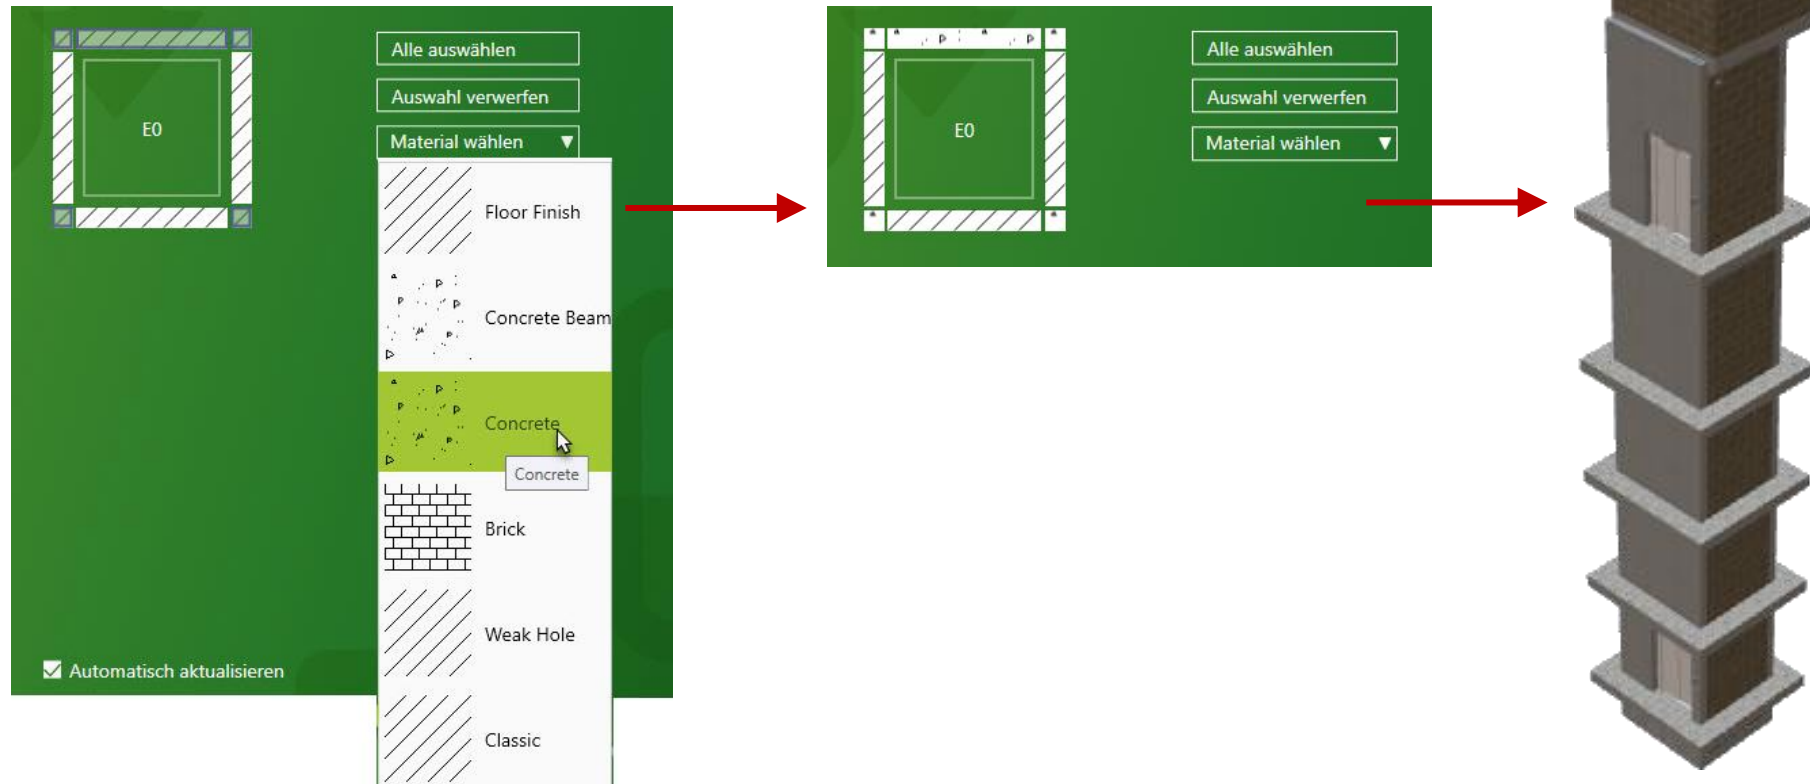 E0
Alle auswählen
Auswahl verwerfen
Material wählen
Floor Finish
Concrete Beam
Concrete
Concrete
Brick
Weak Hole
Classic
Automatisch aktualisieren
E0
Alle auswählen
Auswahl verwerfen
Material wählen